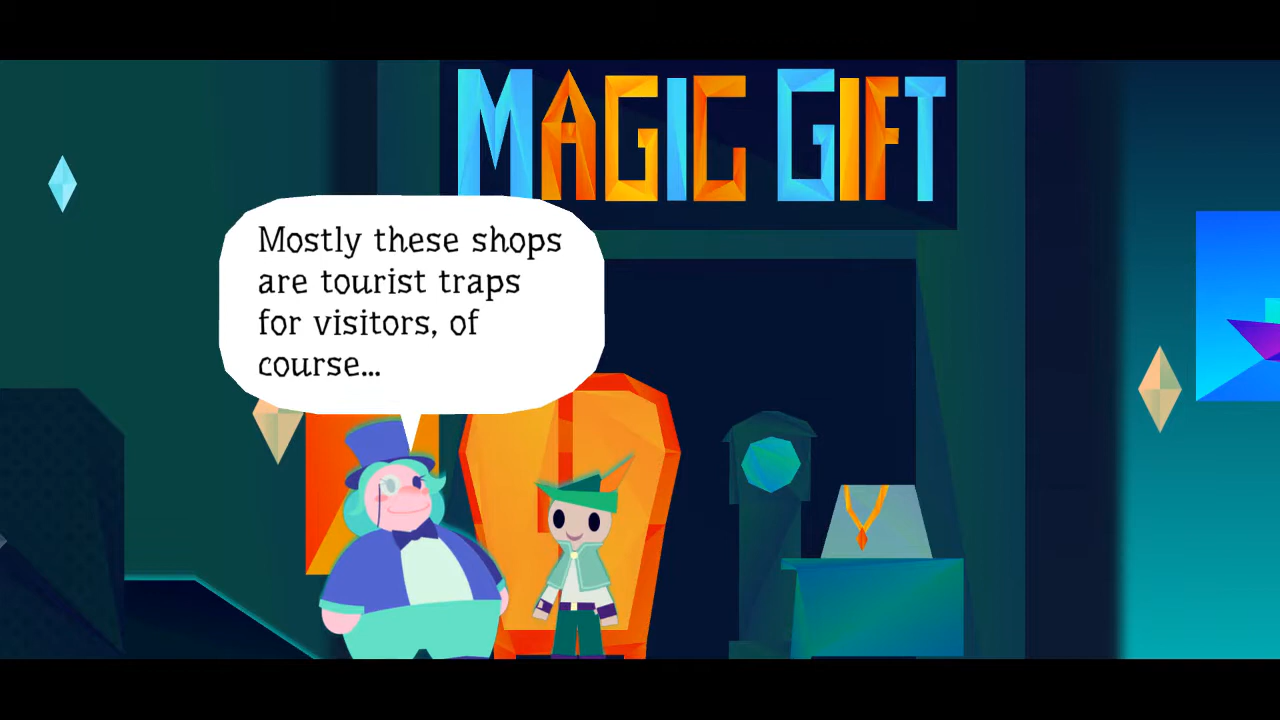 MAGIC GIFT
Mostly these shops
are tourist traps
for visitors, of
course...